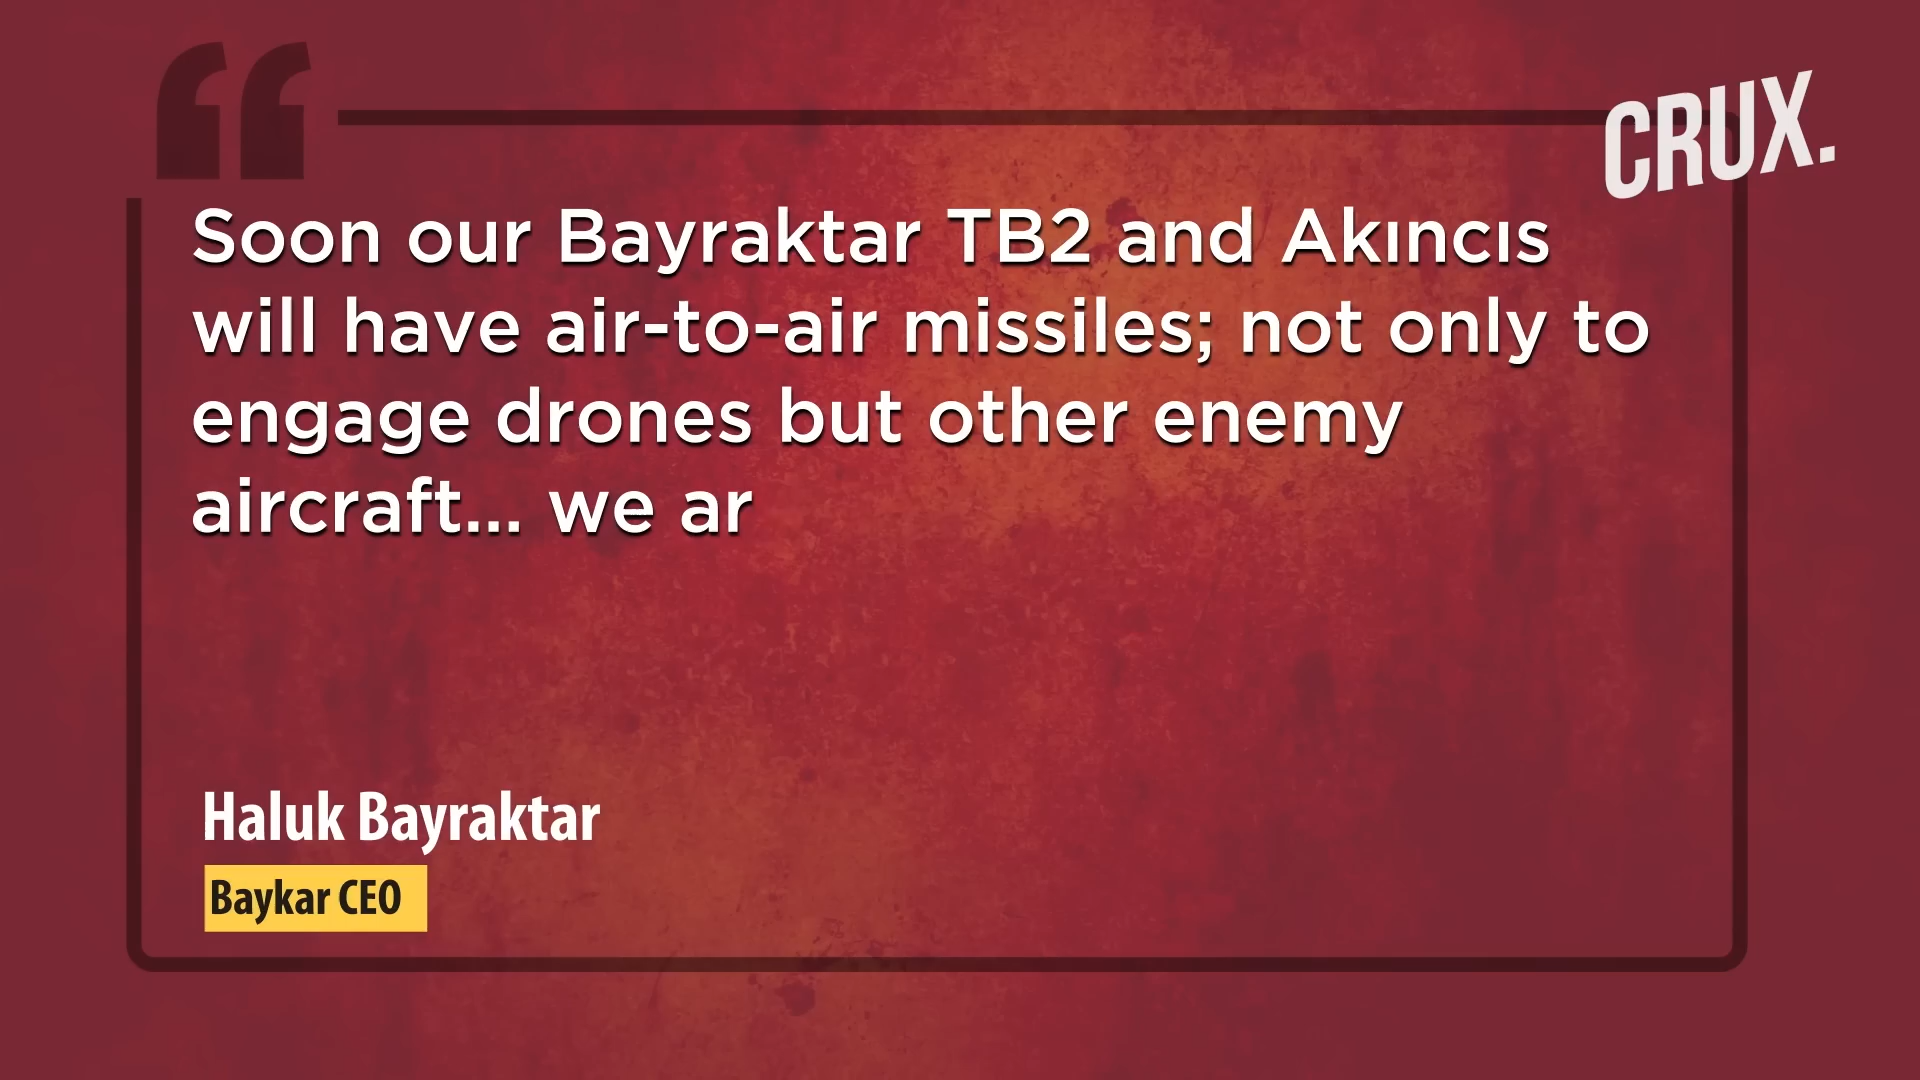 CRUX.
Soon our Bayraktar TB2 and Akıncıs
will have air-to-air missiles; not only to
engage drones but other enemy
aircraft... we ar
Haluk Bayraktar
Baykar CEO